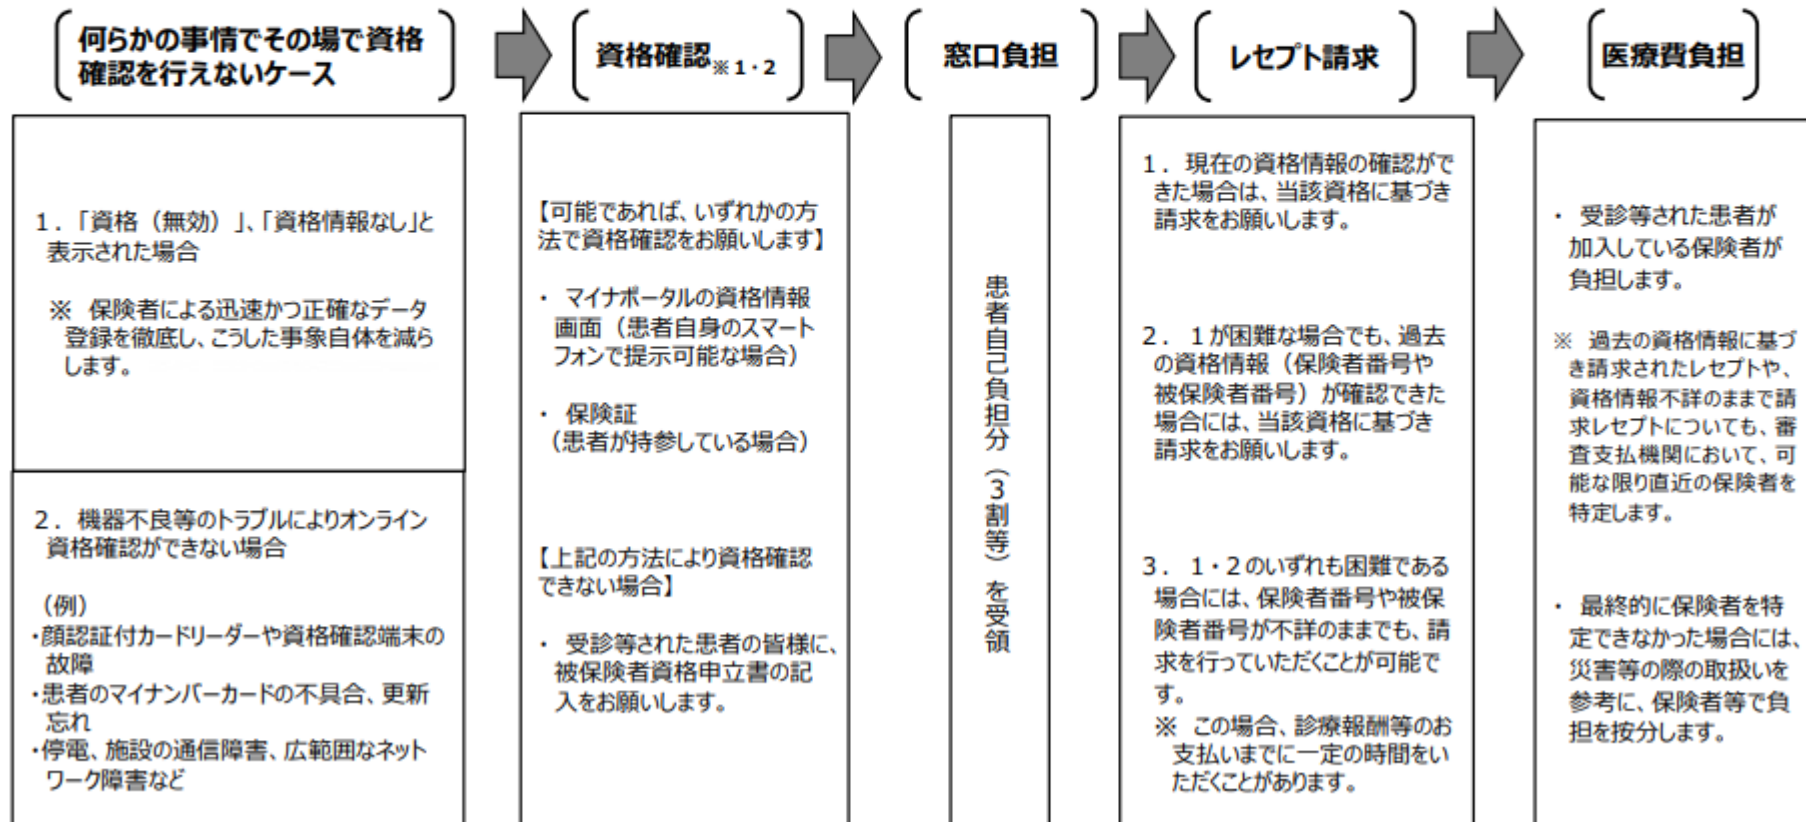 何らかの事情でその場で資格
確認を行えないケース
資格確認※1・2
窓口負担
レセプト請求
医療費負担
1．「資格（無効）」、「資格情報なし」と
表示された場合
※ 保険者による迅速かつ正確なデータ
登録を徹底し、こうした事象自体を減ら
します。
2．機器不良等のトラブルによりオンライン
資格確認ができない場合
（例）
・顔認証付カードリーダーや資格確認端末の
故障
・患者のマイナンバーカードの不具合、更新
忘れ
・停電、施設の通信障害、広範囲なネット
ワーク障害など
【可能であれば、いずれかの方
法で資格確認をお願いします】
・ マイナポータルの資格情報
画面（患者自身のスマート
フォンで提示可能な場合）
・ 保険証
（患者が持参している場合）
【上記の方法により資格確認
できない場合】
・ 受診等された患者の皆様に、
被保険者資格申立書の記
入をお願いします。
患者自己負担分（3割等）を受領
1．現在の資格情報の確認がで
きた場合は、当該資格に基づき
請求をお願いします。
2．1が困難な場合でも、過去
の資格情報（保険者番号や
被保険者番号）が確認できた
場合には、当該資格に基づき
請求をお願いします。
3．1・2のいずれも困難である
場合には、保険者番号や被保
険者番号が不詳のままでも、請
求を行っていただくことが可能で
す。
※ この場合、診療報酬等のお
支払いまでに一定の時間をい
ただくことがあります。
・ 受診等された患者が
加入している保険者が
負担します。
※ 過去の資格情報に基づ
き請求されたレセプトや、
資格情報不詳のままで請
求レセプトについても、審
査支払機関において、可
能な限り直近の保険者を
特定します。
・ 最終的に保険者を特
定できなかった場合には、
災害等の際の取扱いを
参考に、保険者等で負
担を按分します。